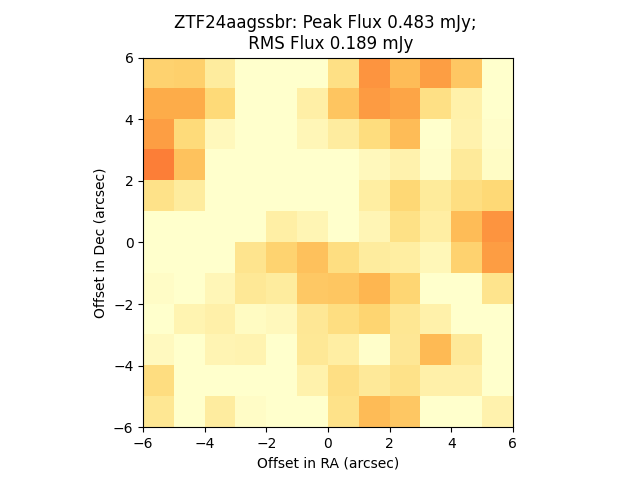 ZTF24aagssbr: Peak Flux 0.483 mJy;
RMS Flux 0.189 mJy
6
4
2
0
−2
−4
−6
Offset in Dec (arcsec)
−6 −4 −2 0 2 4 6
Offset in RA (arcsec)